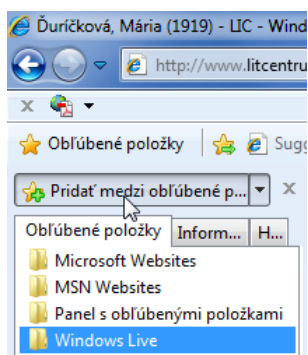 Ďuríčková, Mária (1919) - LIC - Wind
http://www.litcentru
x
Obľúbené položky Sugg
Pridať medzi obľúbené p... x
Obľúbené položky Inform... H...
Microsoft Websites
MSN Websites
Panel s obľúbenými položkami
Windows Live